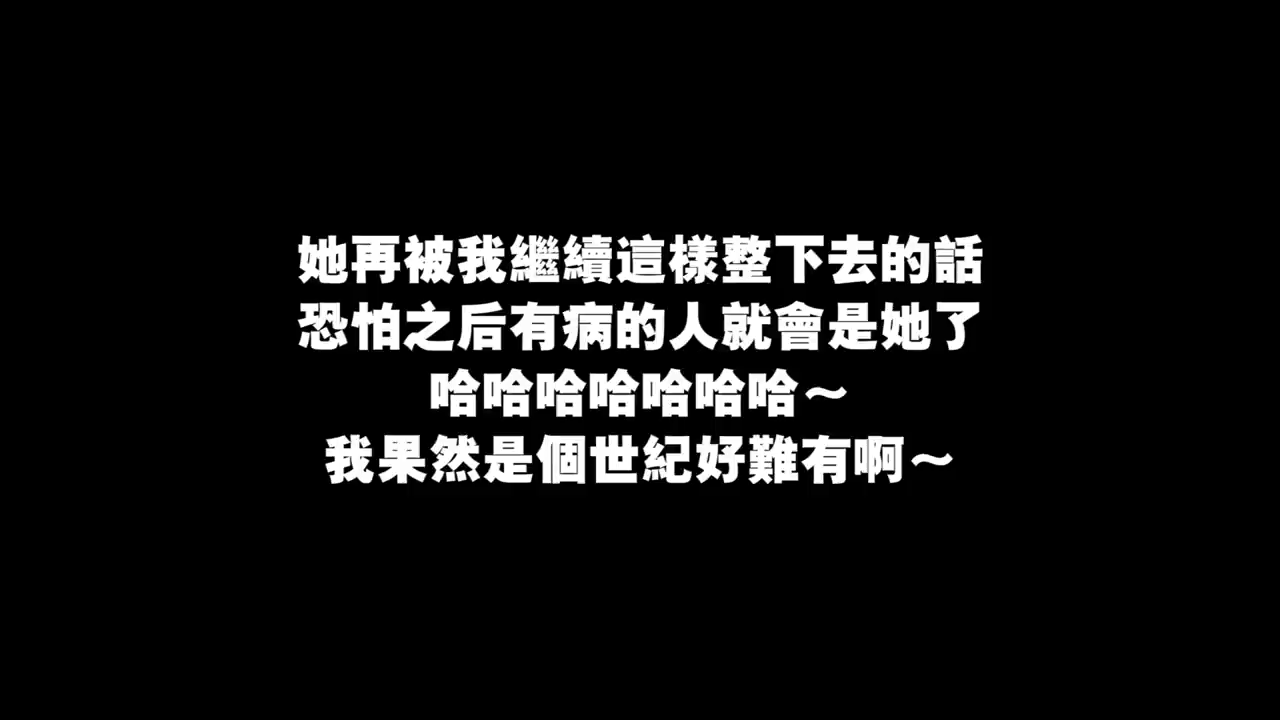 她再被我繼續這樣整下去的話
恐怕之后有病的人就會是她了
哈哈哈哈哈哈哈～
我果然是個世紀好難有啊～